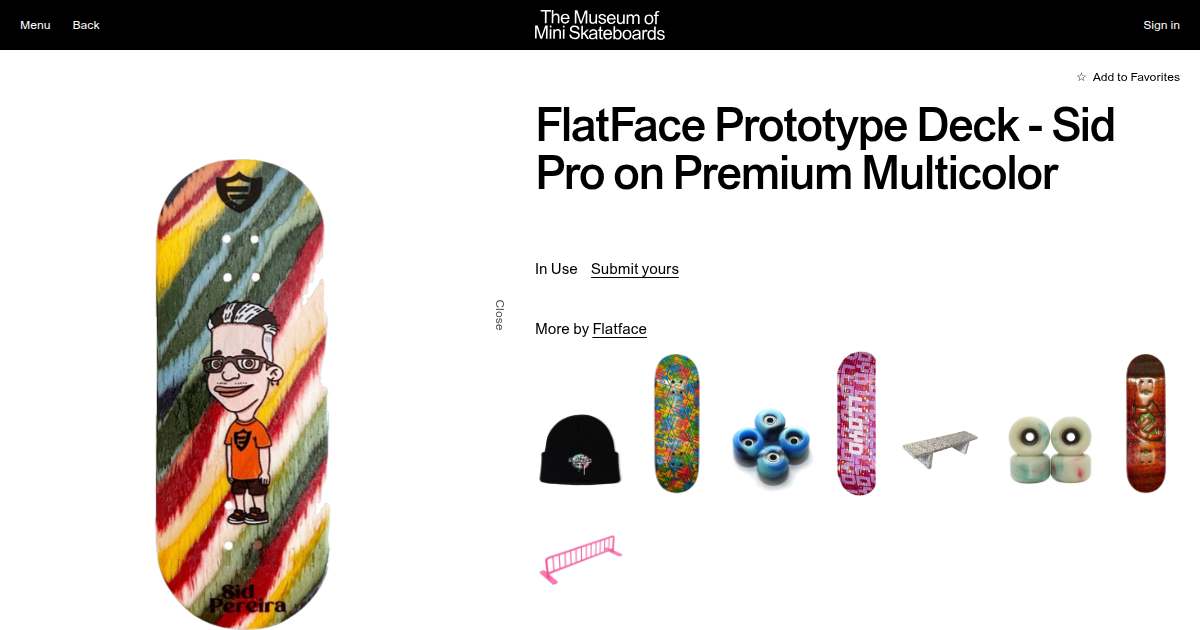 Menu
Back
The Museum of
Mini Skateboards
Sign in
☆ Add to Favorites
FlatFace Prototype Deck - Sid
Pro on Premium Multicolor
In Use
Submit yours
Close
More by Flatface
Sid
Pereira